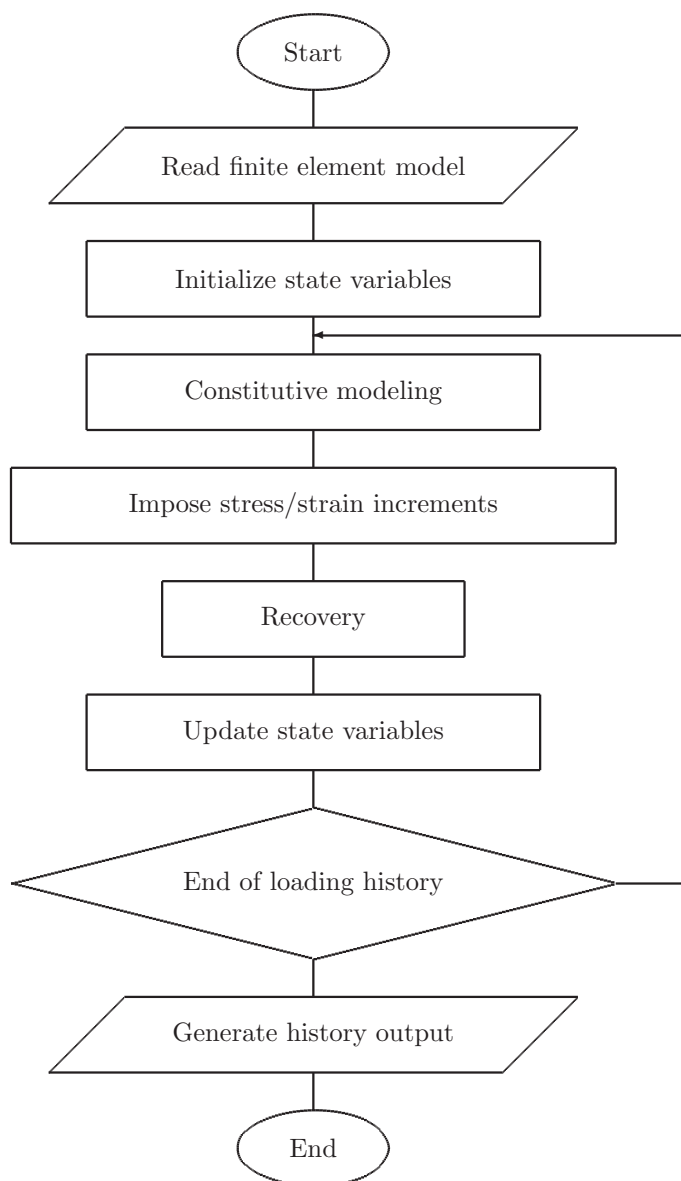 Start
Read finite element model
Initialize state variables
Constitutive modeling
Impose stress/strain increments
Recovery
Update state variables
End of loading history
Generate history output
End